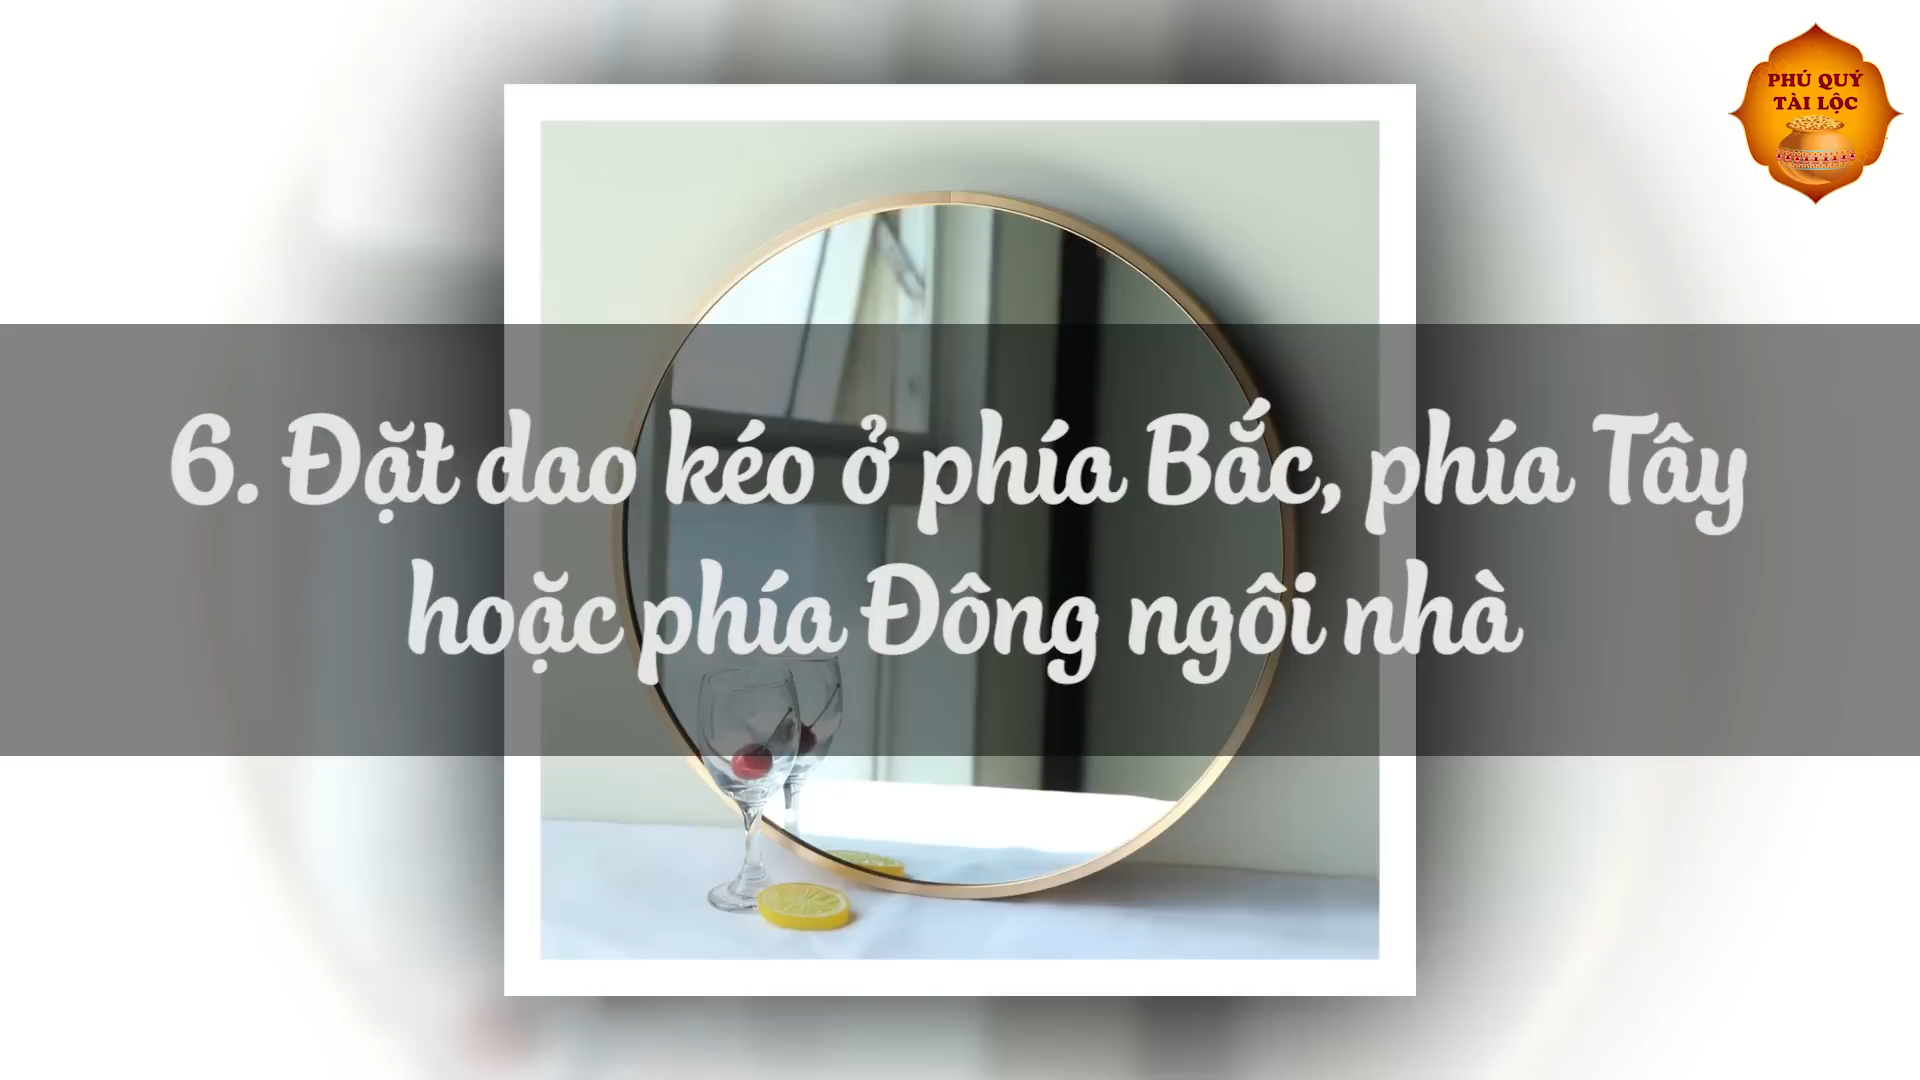 PHÚ QUÝ
TÀI LỘC
6. Đặt dao kéo ở phía Bắc, phía Tây
hoặc phía Đông ngôi nhà